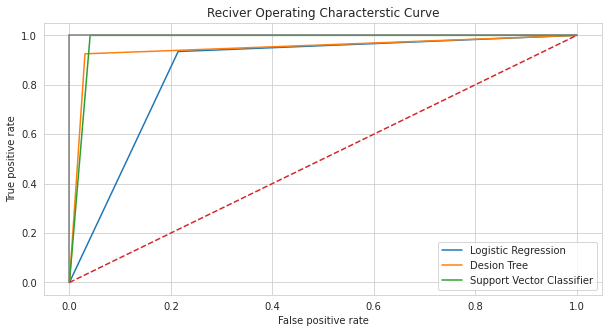 Reciver Operating Characterstic Curve
True positive rate
1.0
0.8
0.6
0.4
0.2
0.0
0.0 0.2 0.4 0.6 0.8 1.0
False positive rate
Logistic Regression
Desion Tree
Support Vector Classifier